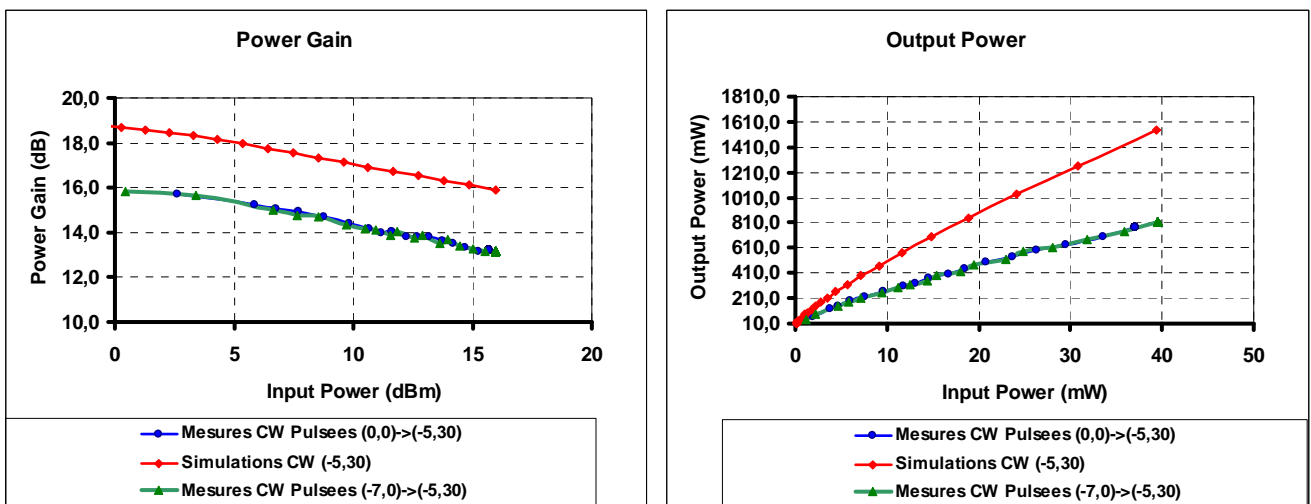 Power Gain
Power Gain (dB)
20,0
18,0
16,0
14,0
12,0
10,0
0
5
10
15
20
Input Power (dBm)
Mesures CW Pulsees (0,0)->(-5,30)
Simulations CW (-5,30)
Mesures CW Pulsees (-7,0)->(-5,30)
Output Power
Output Power (mW)
1810,0
1610,0
1410,0
1210,0
1010,0
810,0
610,0
410,0
210,0
10,0
0
10
20
30
40
50
Input Power (mW)
Mesures CW Pulsees (0,0)->(-5,30)
Simulations CW (-5,30)
Mesures CW Pulsees (-7,0)->(-5,30)